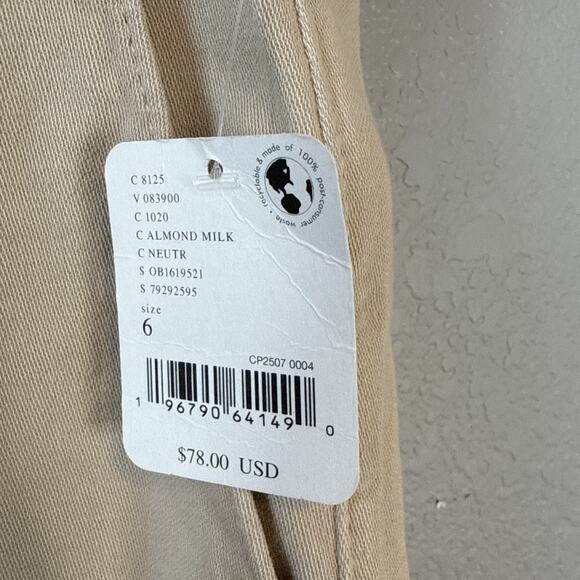 recyclable & made of 100% post-consumer waste •
C 8125
V 083900
C 1020
C ALMOND MILK
C NEUTR
S OB1619521
S 79292595
size
6
CP2507 0004
1 96790 64149 0
$78.00 USD